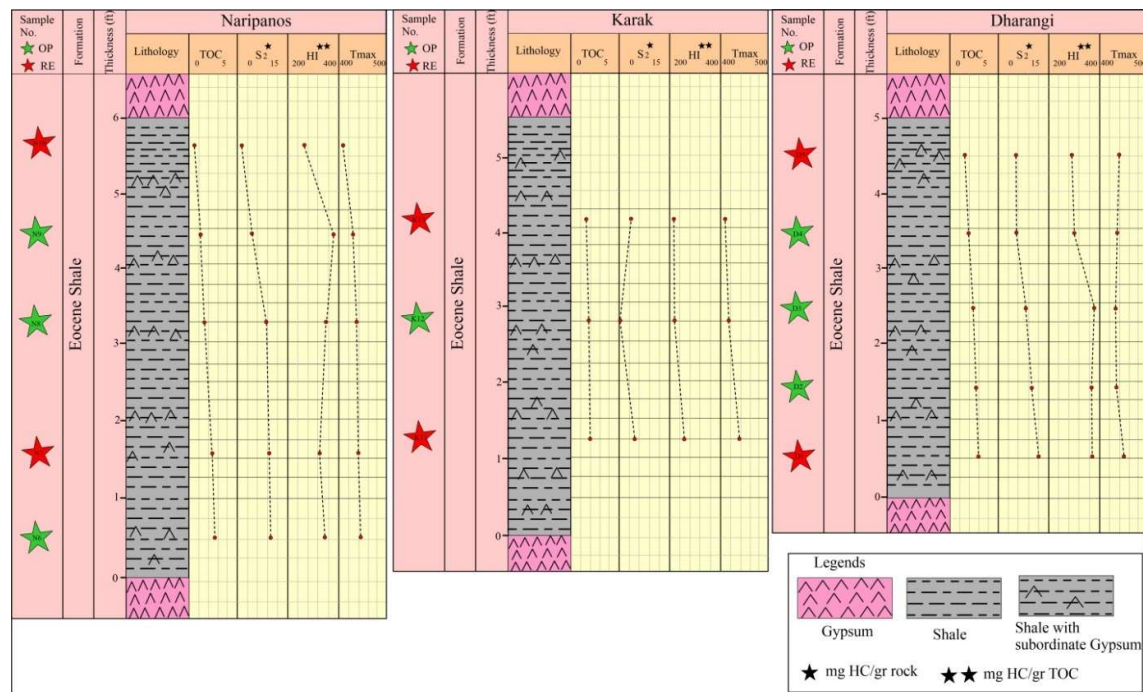 Sample No.
OP
RE
Formation
Thickness (ft)
Naripanos
Lithology
TOC
0 5
S2
0 15
HI
200 400
Tmax
400 500
Eocene Shale
6
5
4
3
2
1
0
N9
N8
N6
Sample No.
OP
RE
Formation
Thickness (ft)
Karak
Lithology
TOC
0 5
S2
0 15
HI
200 400
Tmax
400 500
Eocene Shale
5
4
3
2
1
0
K12
Sample No.
OP
RE
Formation
Thickness (ft)
Dharangi
Lithology
TOC
0 5
S2
0 15
HI
200 400
Tmax
400 500
Eocene Shale
5
4
3
2
1
0
D4
D2
Legends
Gypsum
Shale
Shale with
subordinate Gypsum
mg HC/gr rock
mg HC/gr TOC